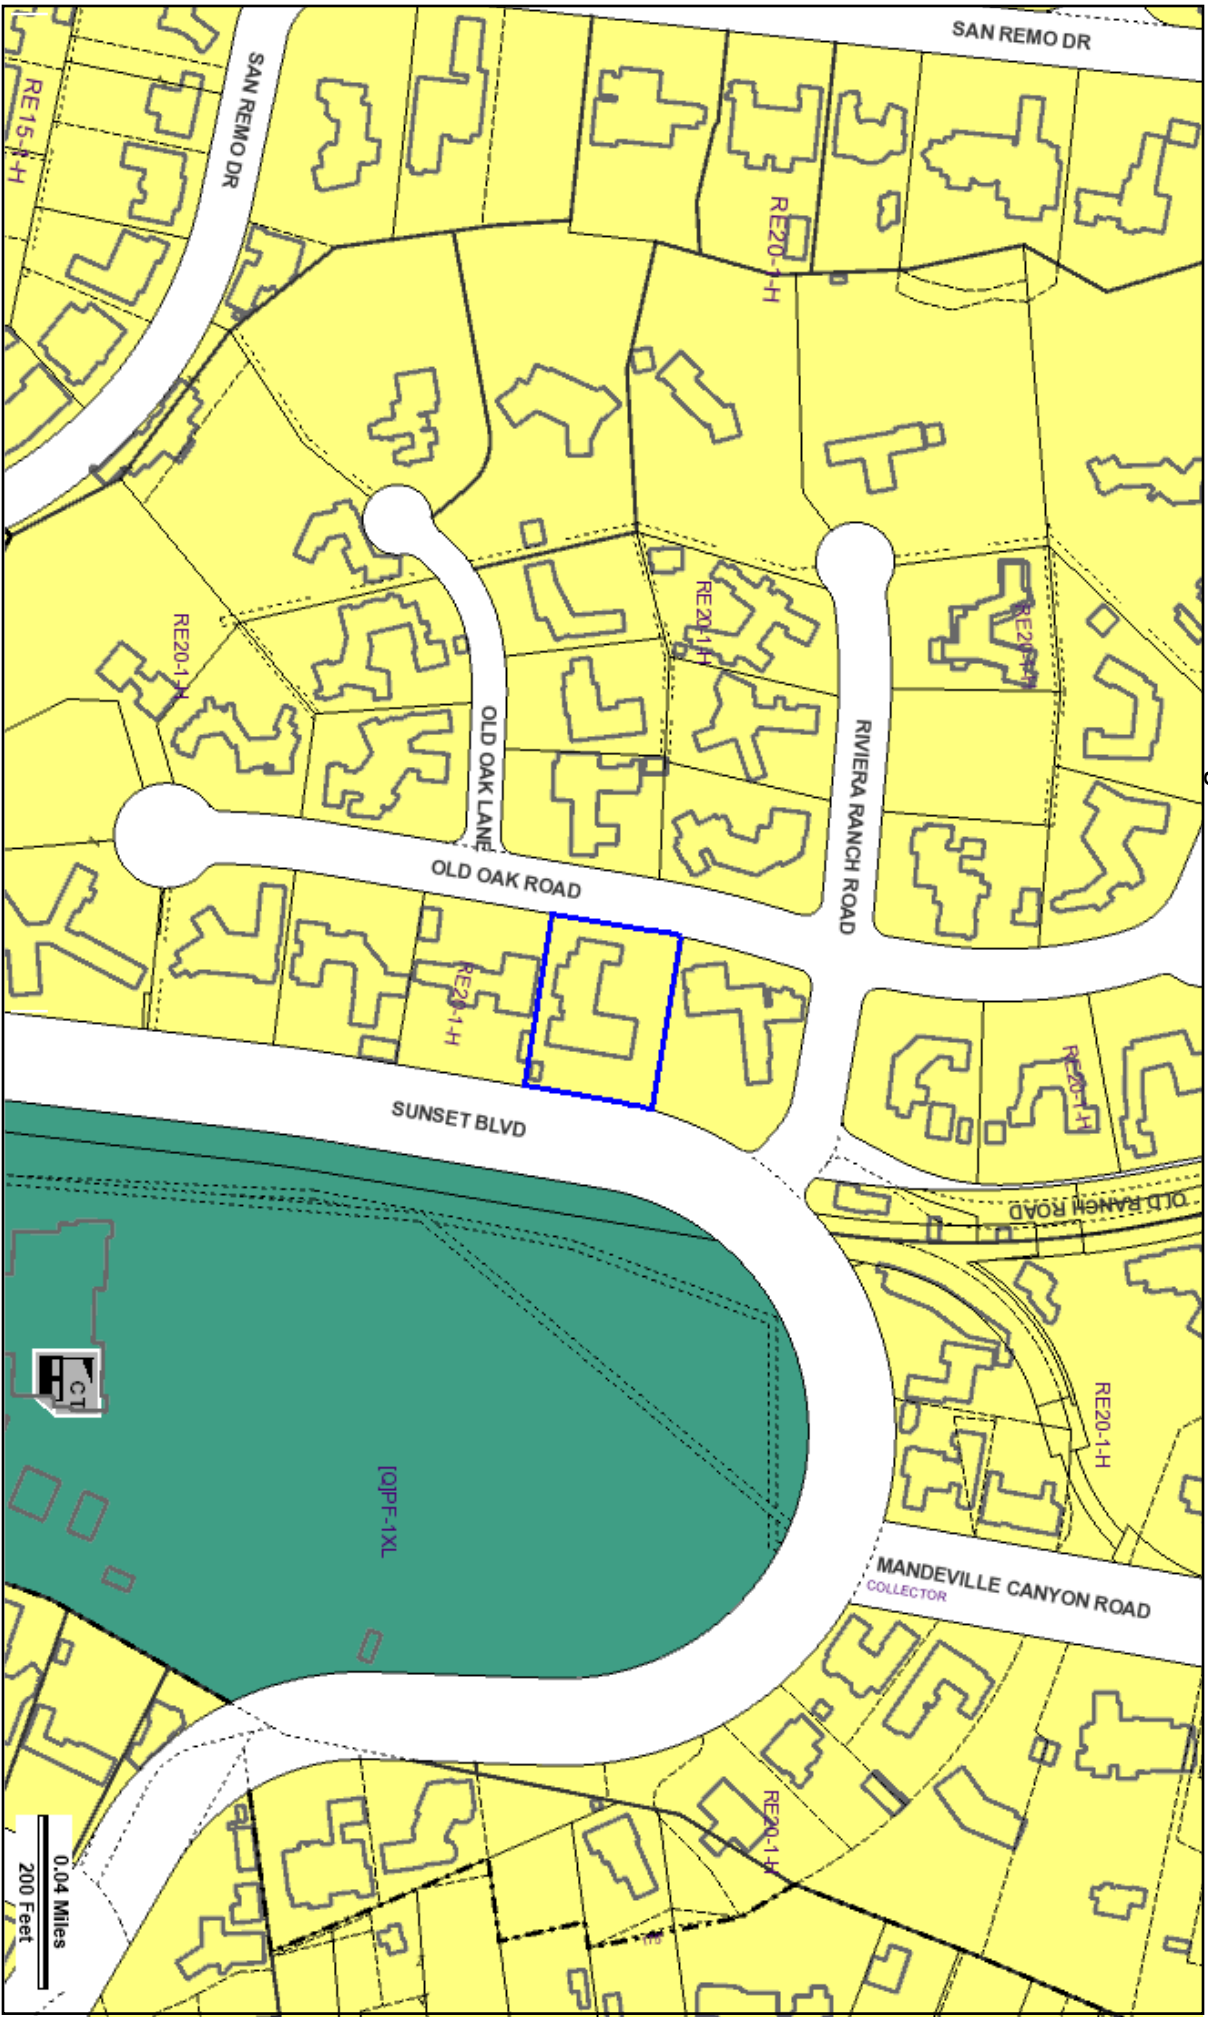 SAN REMO DR
SAN REMO DR
RE20-1-H
RE20-1-H
RE20-1-H
RE20-1-H
OLD OAK LANE
RIVIERA RANCH ROAD
OLD OAK ROAD
RE20-1-H
RE20-1-H
SUNSET BLVD
OLD RANCH ROAD
CT
RE20-1-H
[Q]PF-1XL
MANDEVILLE CANYON ROAD
COLLECTOR
RE20-1-H
0.04 Miles
200 Feet